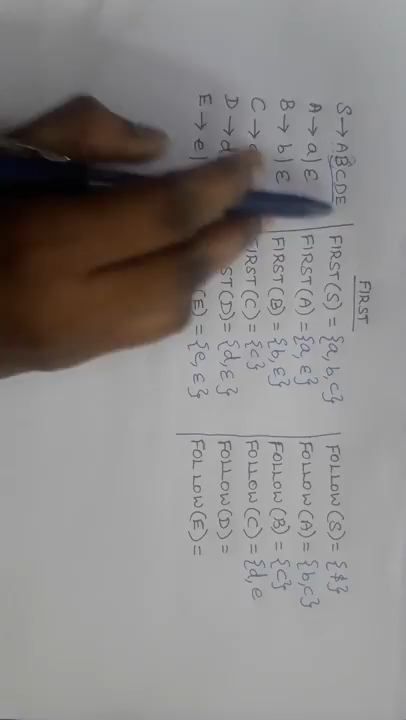 FIRST
S → ABCDE FIRST(S) = {a, b, c} FOLLOW(S) = {$}
A → a|ε FIRST(A) = {a, ε} FOLLOW(A) = {b, c}
B → b|ε FIRST(B) = {b, ε} FOLLOW(B) = {c}
C → FIRST(C) = {c} FOLLOW(C) = {d, e
D → d ST(D) = {d, ε} FOLLOW(D) =
E → e| (E) = {e, ε} FOLLOW(E) =